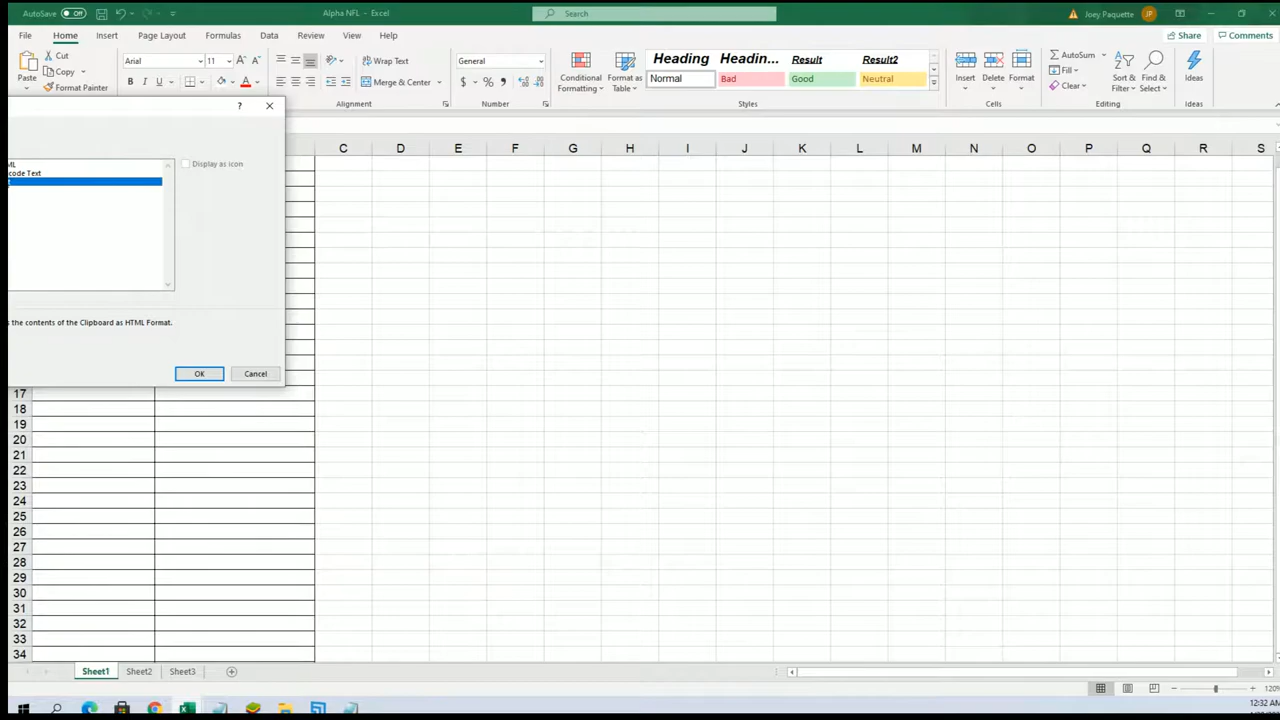 AutoSave Off Alpha NFL - Excel Search Joey Paquette JP
File Home Insert Page Layout Formulas Data Review View Help Share Comments
Paste Cut Copy Format Painter
Arial 11 A A B I U A
Wrap Text Merge & Center Alignment
General $ % Number
Conditional Formatting Format as Table
Heading Headin... Result Result2
Normal Bad Good Neutral
Styles
Insert Delete Format Cells
AutoSum Fill Clear Sort & Filter Find & Select Editing
Ideas Ideas
? Display as icon
ML
code Text
s the contents of the Clipboard as HTML Format.
OK Cancel
C D E F G H I J K L M N O P Q R S
17
18
19
20
21
22
23
24
25
26
27
28
29
30
31
32
33
34
Sheet1 Sheet2 Sheet3
120%
12:32 AM